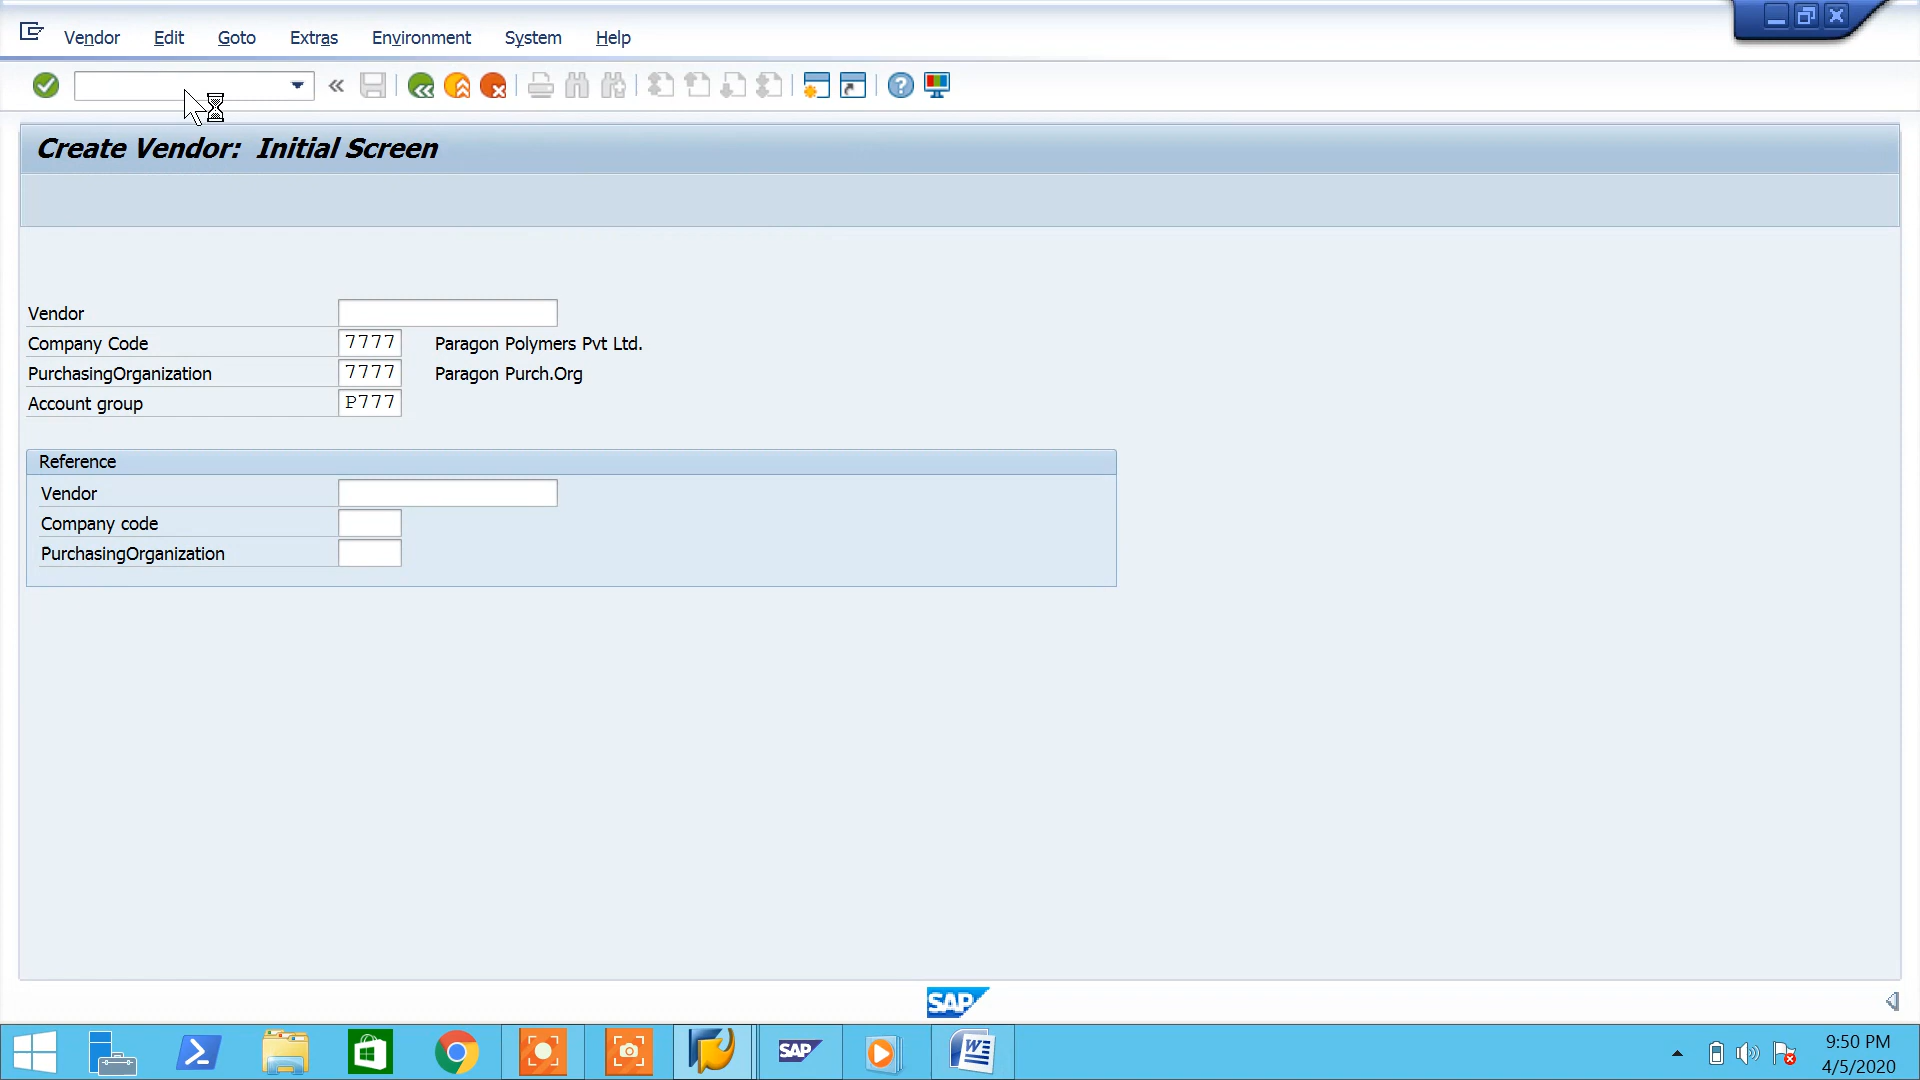 Vendor Edit Goto Extras Environment System Help
Create Vendor: Initial Screen
Vendor
Company Code 7777 Paragon Polymers Pvt Ltd.
PurchasingOrganization 7777 Paragon Purch.Org
Account group P777
Reference
Vendor
Company code
PurchasingOrganization
SAP
SAP
9:50 PM
4/5/2020